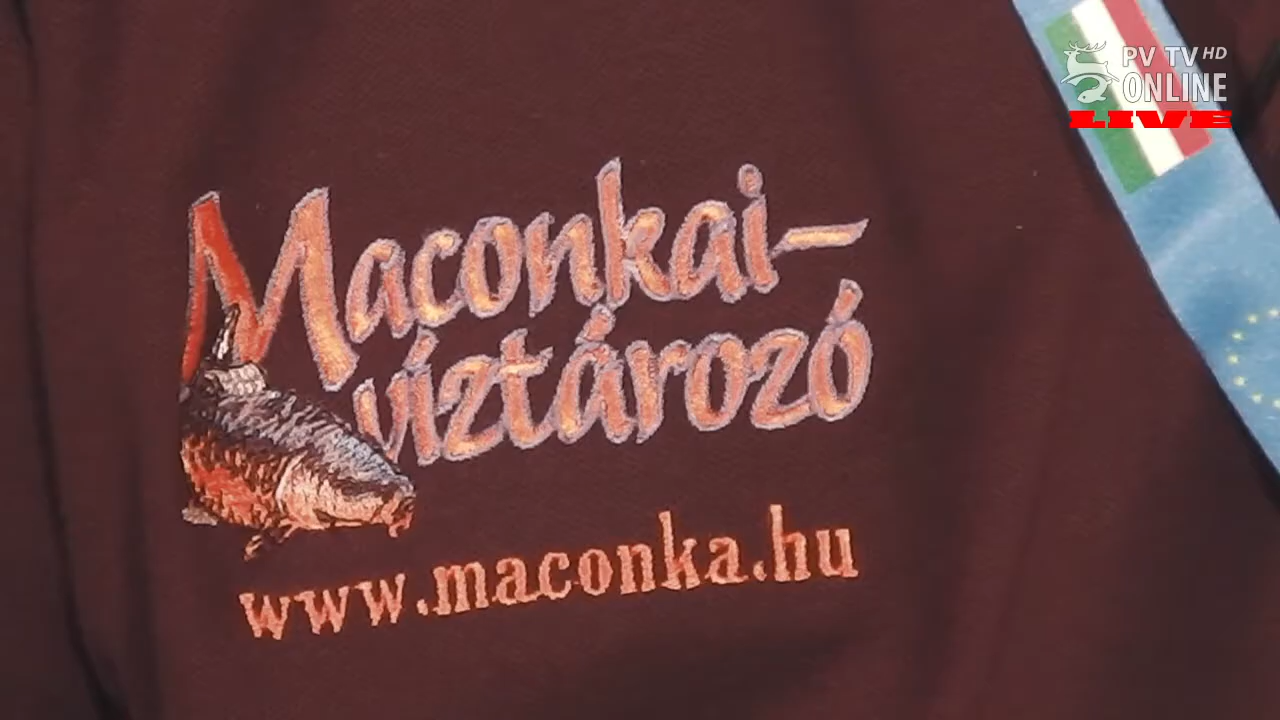 PV TV HD
ONLINE
LIVE
Maconkai-
víztározó
www.maconka.hu